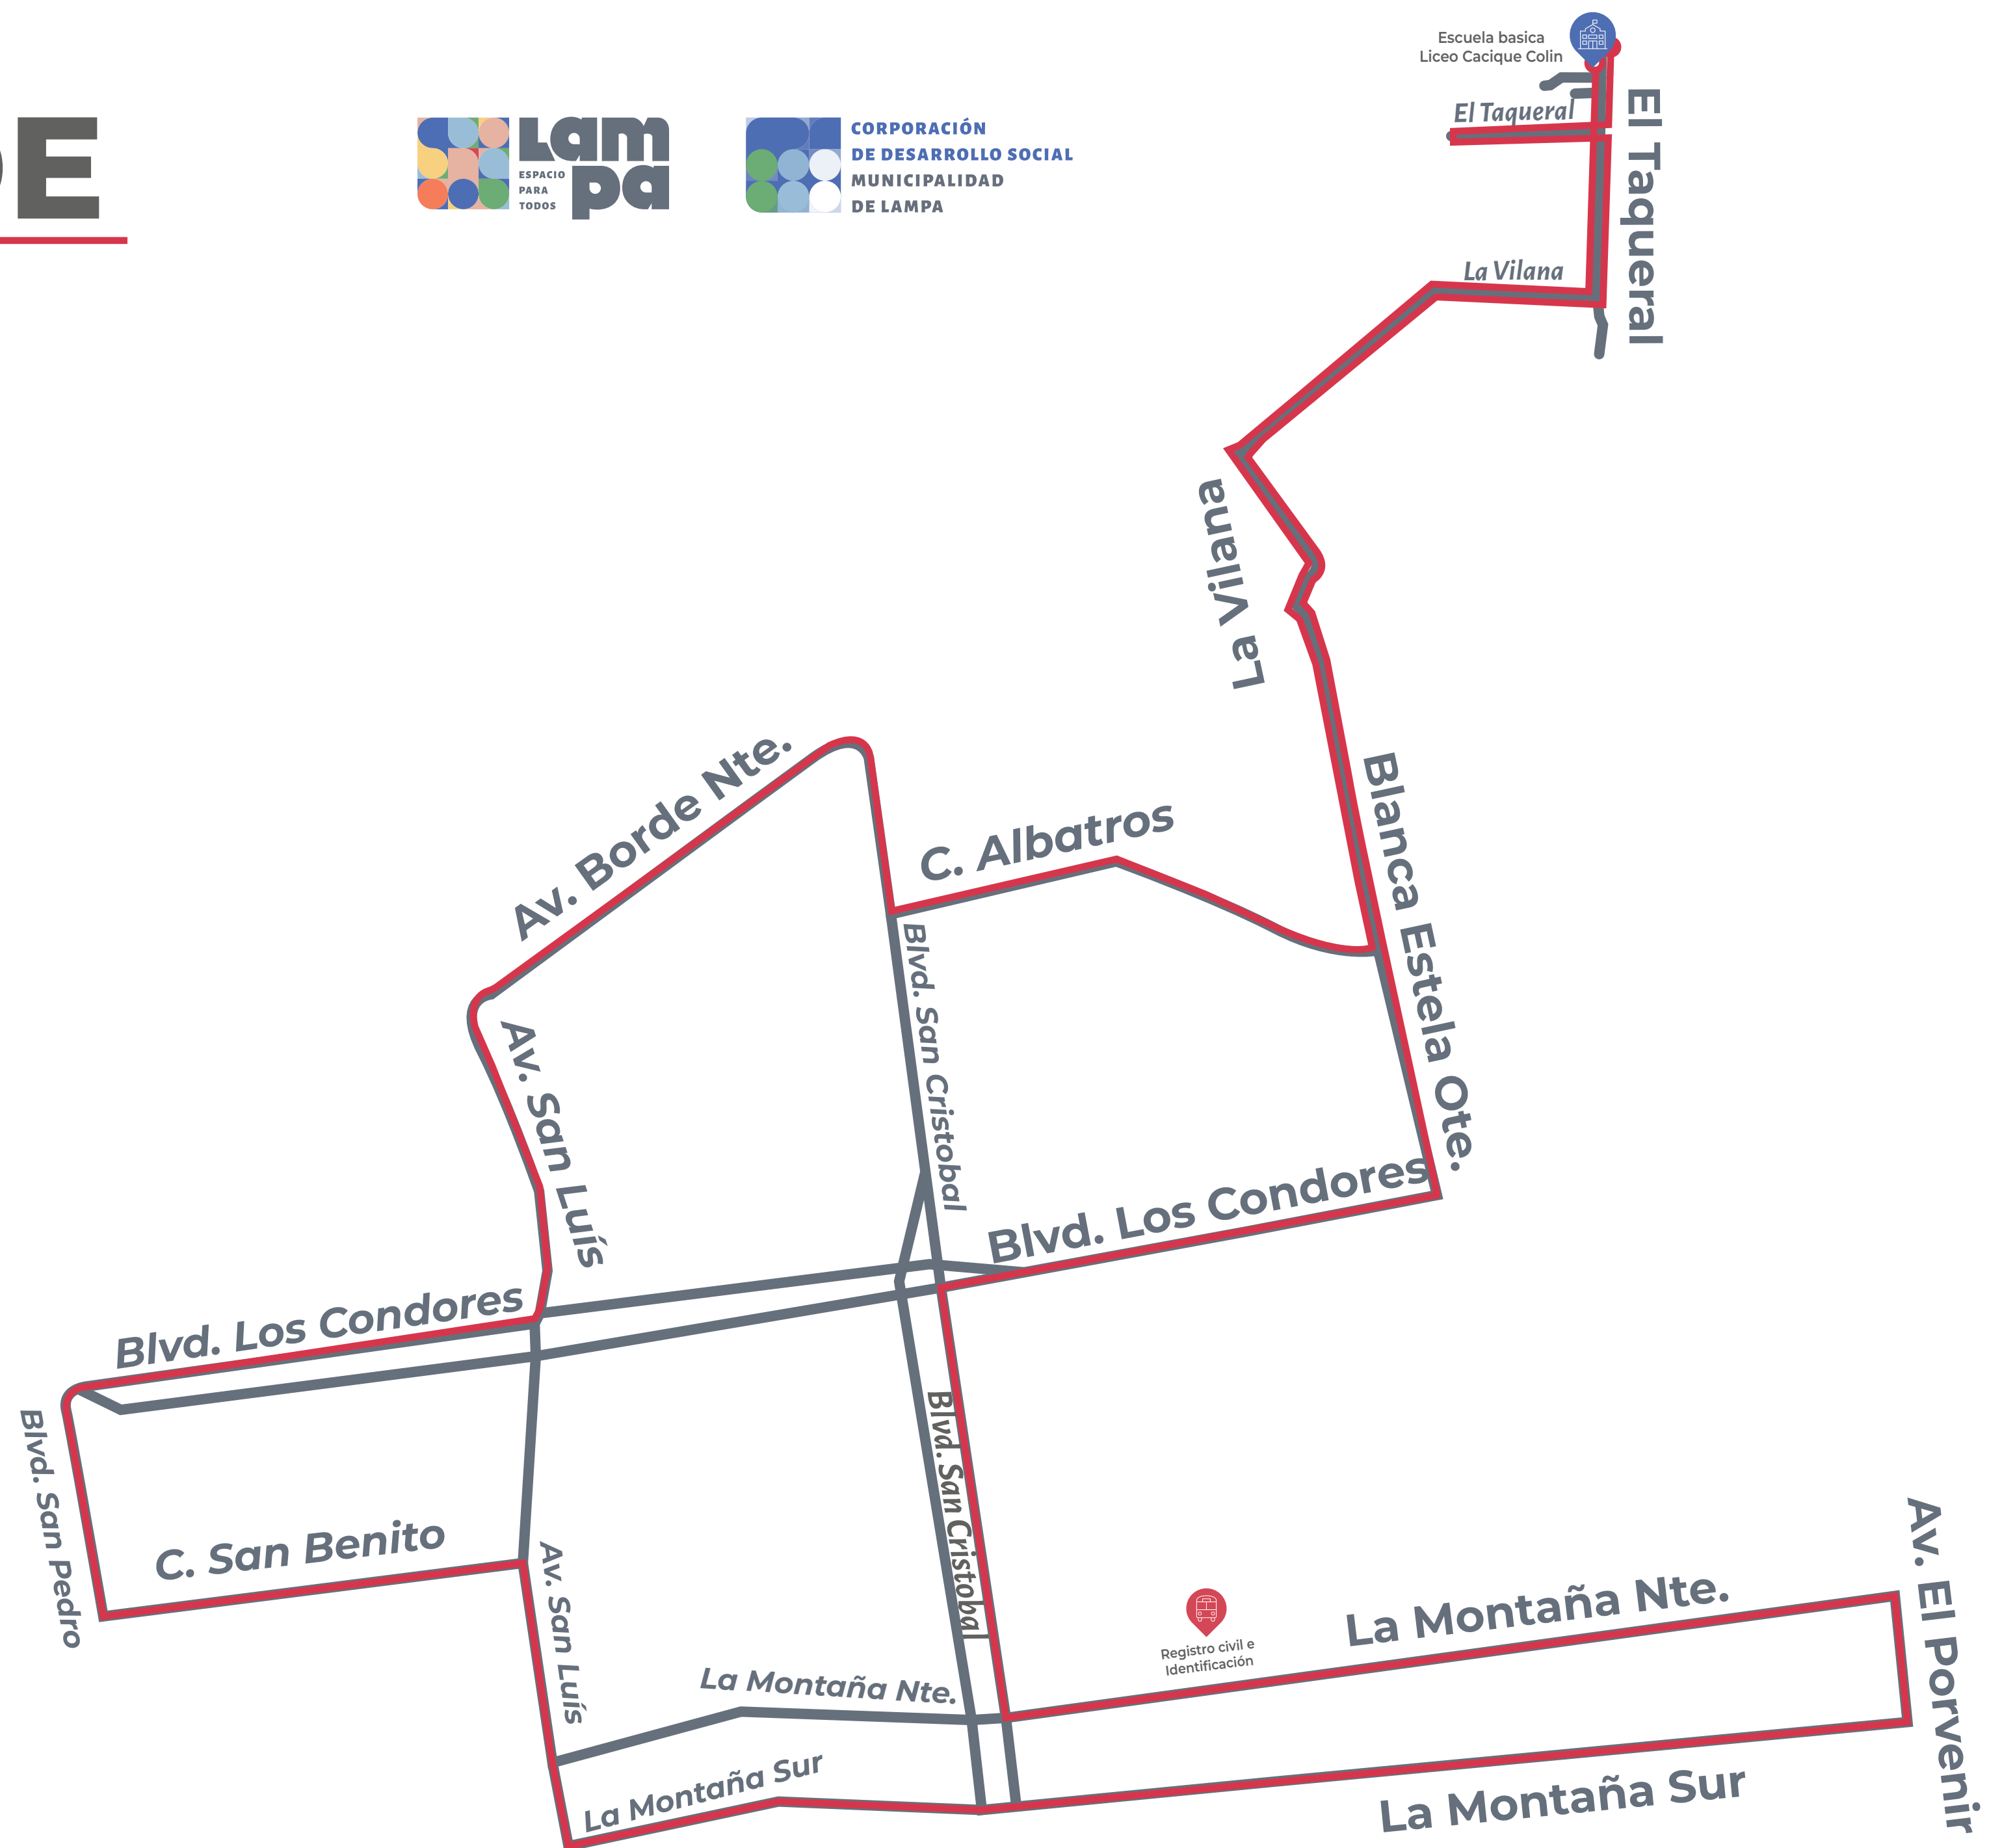 DE
Lam
pa
ESPACIO
PARA
TODOS
CORPORACIÓN
DE DESARROLLO SOCIAL
MUNICIPALIDAD
DE LAMPA
Escuela basica
Liceo Cacique Colin
El Taqueral
El Taqueral
La Vilana
La Vilana
Av. Borde Nte.
C. Albatros
Blanca Estela Ote.
Blvd. San Cristobal
Av. San Luís
Blvd. Los Condores
Blvd. Los Condores
Blvd. San Pedro
Blvd. San Cristobal
C. San Benito
Av. San Luís
Registro civil e
Identificación
La Montaña Nte.
Av. El Porvenir
La Montaña Nte.
La Montaña Sur
La Montaña Sur